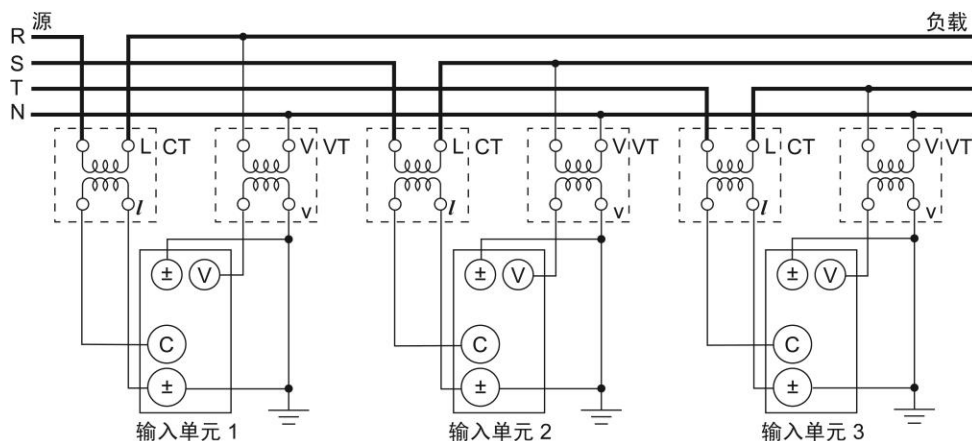 源 负载
R
S
T
N
L CT V VT L CT V VT L CT V VT
l v l v l v
± V ± V ± V
C C C
± ± ±
输入单元 1 输入单元 2 输入单元 3